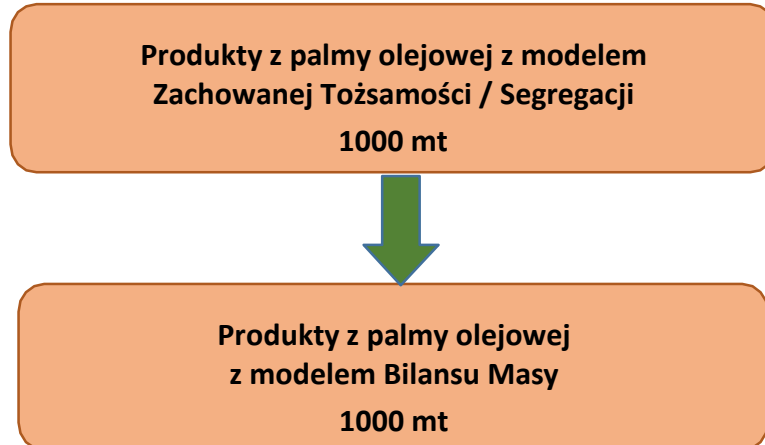 Produkty z palmy olejowej z modelem
Zachowanej Tożsamości / Segregacji
1000 mt
Produkty z palmy olejowej
z modelem Bilansu Masy
1000 mt